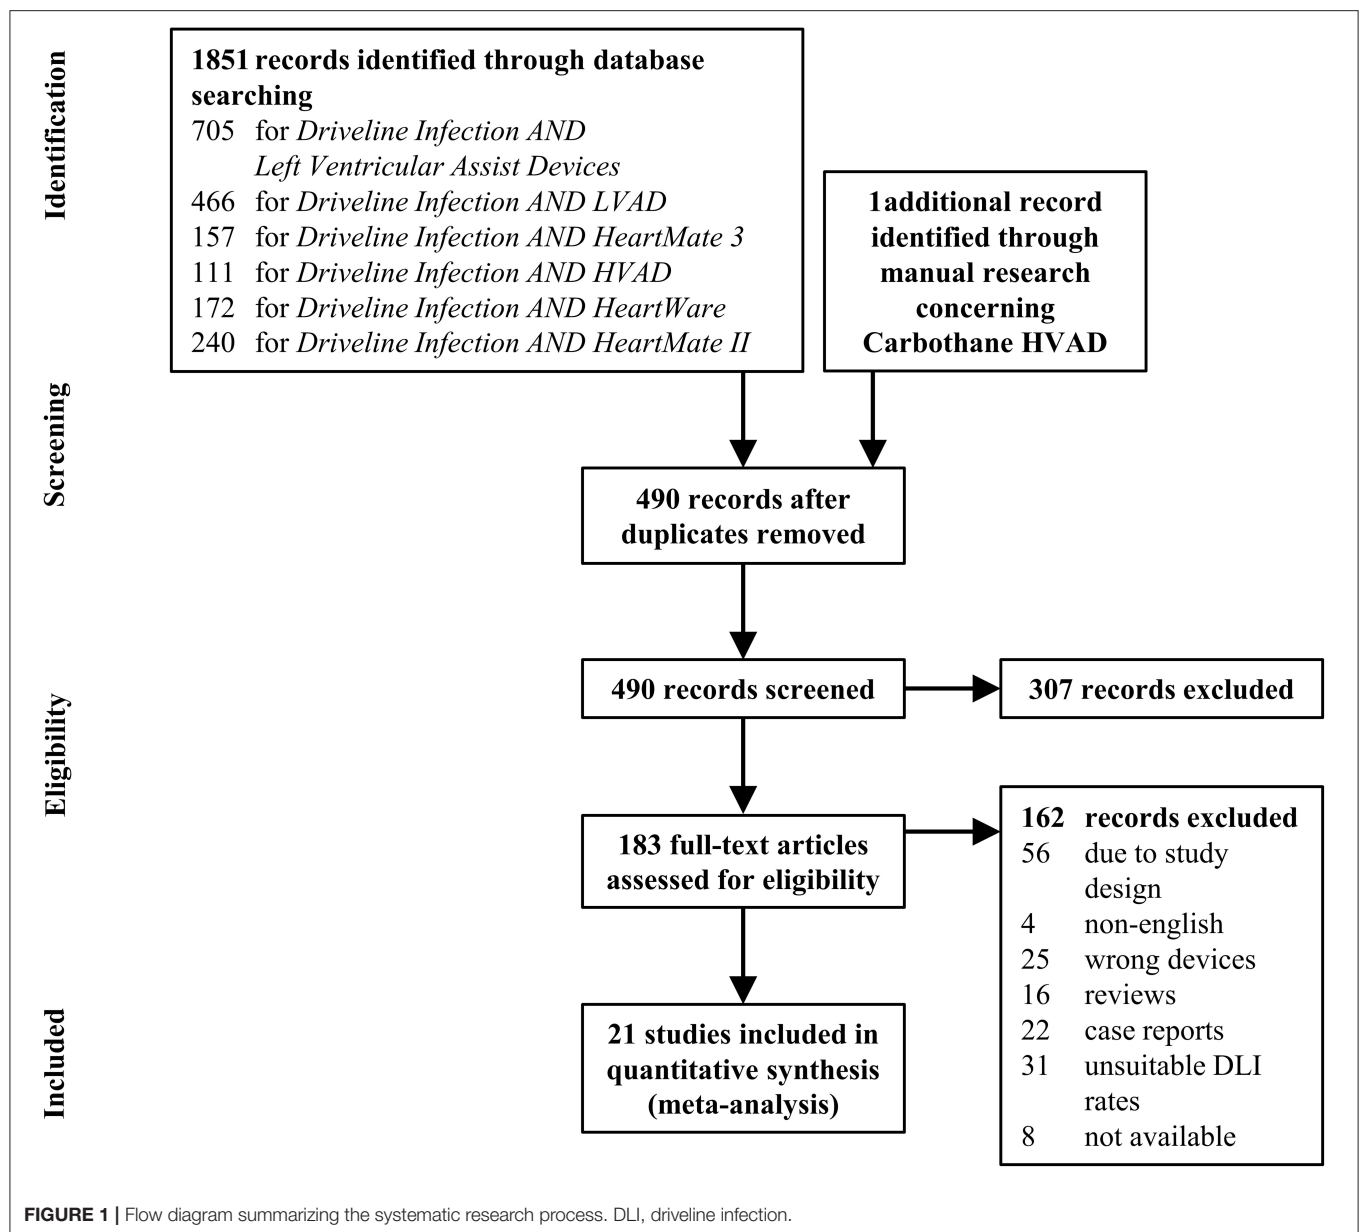 Identification
1851 records identified through database
searching
705 for Driveline Infection AND
Left Ventricular Assist Devices
466 for Driveline Infection AND LVAD
157 for Driveline Infection AND HeartMate 3
111 for Driveline Infection AND HVAD
172 for Driveline Infection AND HeartWare
240 for Driveline Infection AND HeartMate II
1additional record
identified through
manual research
concerning
Carbothane HVAD
Screening
490 records after
duplicates removed
Eligibility
490 records screened
307 records excluded
183 full-text articles
assessed for eligibility
162 records excluded
56 due to study
design
4 non-english
25 wrong devices
16 reviews
22 case reports
31 unsuitable DLI
rates
8 not available
Included
21 studies included in
quantitative synthesis
(meta-analysis)
FIGURE 1 | Flow diagram summarizing the systematic research process. DLI, driveline infection.